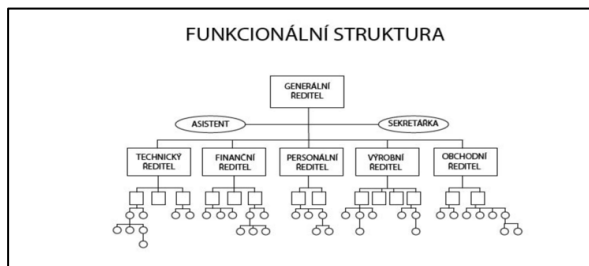 FUNKCIONÁLNÍ STRUKTURA
GENERÁLNÍ
ŘEDITEL
ASISTENT
SEKRETÁŘKA
TECHNICKÝ
ŘEDITEL
FINANČNÍ
ŘEDITEL
PERSONÁLNÍ
ŘEDITEL
VÝROBNÍ
ŘEDITEL
OBCHODNÍ
ŘEDITEL